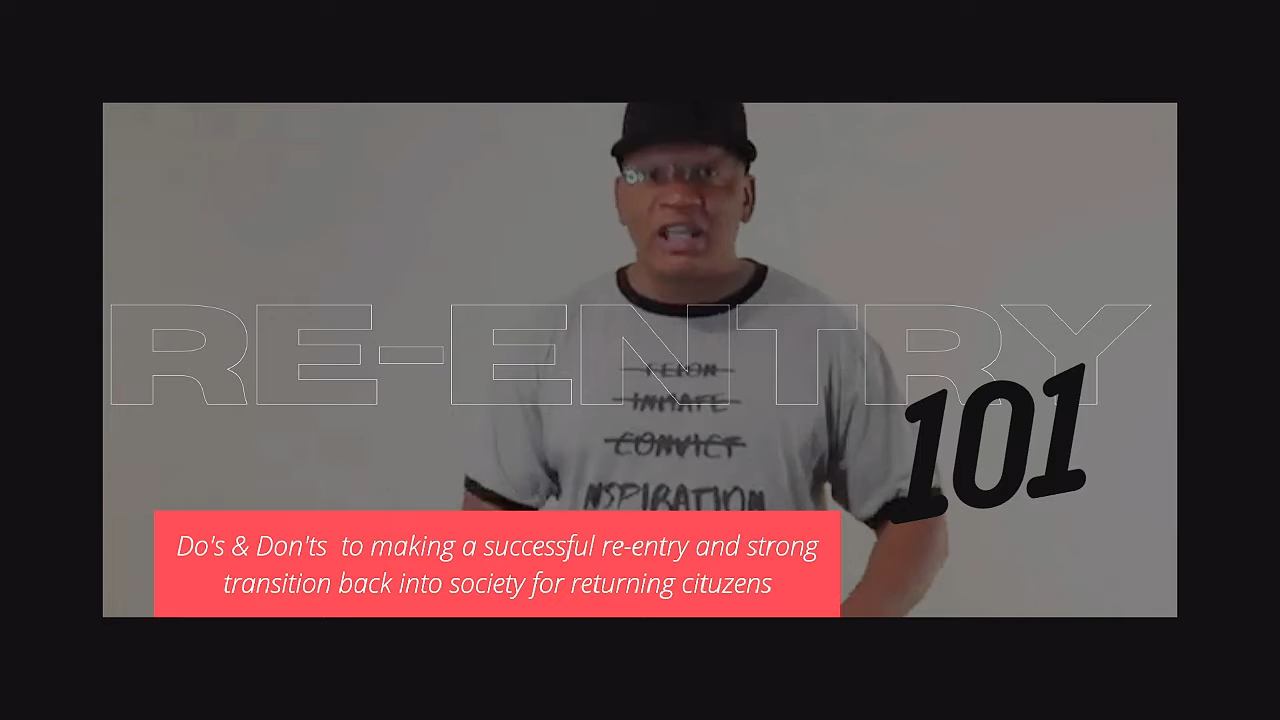 RE-ENTRY
101
FELON
INMATE
CONVICT
INSPIRATION
Do's & Don'ts to making a successful re-entry and strong
transition back into society for returning cituzens